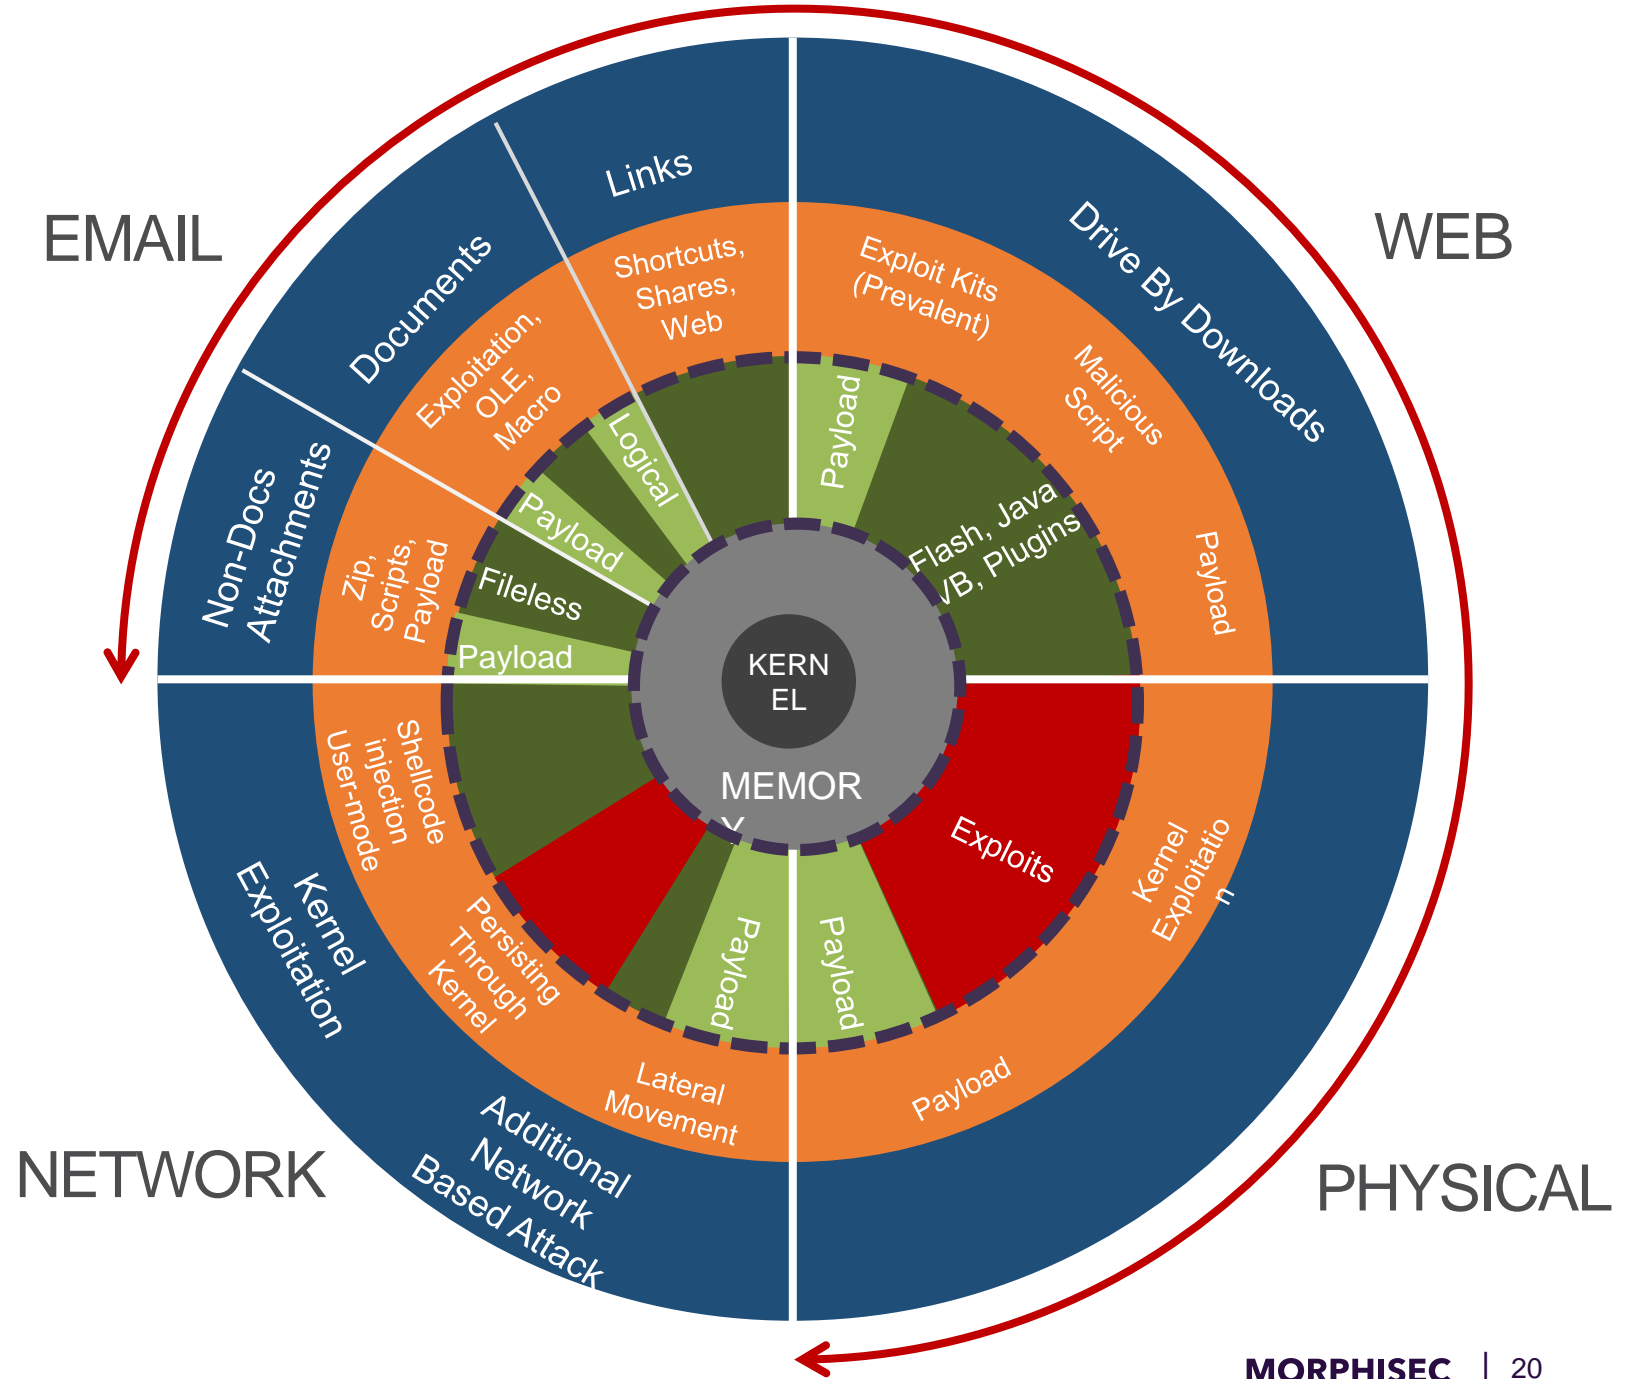 EMAIL
WEB
Links
Documents
Non-Docs
Attachments
Drive By Downloads
Shortcuts,
Shares,
Web
Exploitation,
OLE,
Macro
Zip,
Scripts,
Payload
Exploit Kits
(Prevalent)
Malicious
Script
Payload
Logical
Payload
Fileless
Payload
Payload
Flash, Java
VB, Plugins
KERN
EL
MEMOR
Y
Shellcode
injection
User-mode
Kernel
Exploitation
Persisting
Through
Kernel
Lateral
Movement
Additional
Network
Based Attack
Payload
Payload
Exploits
Kernel
Exploitatio
n
Payload
NETWORK
PHYSICAL
MORPHISEC | 20